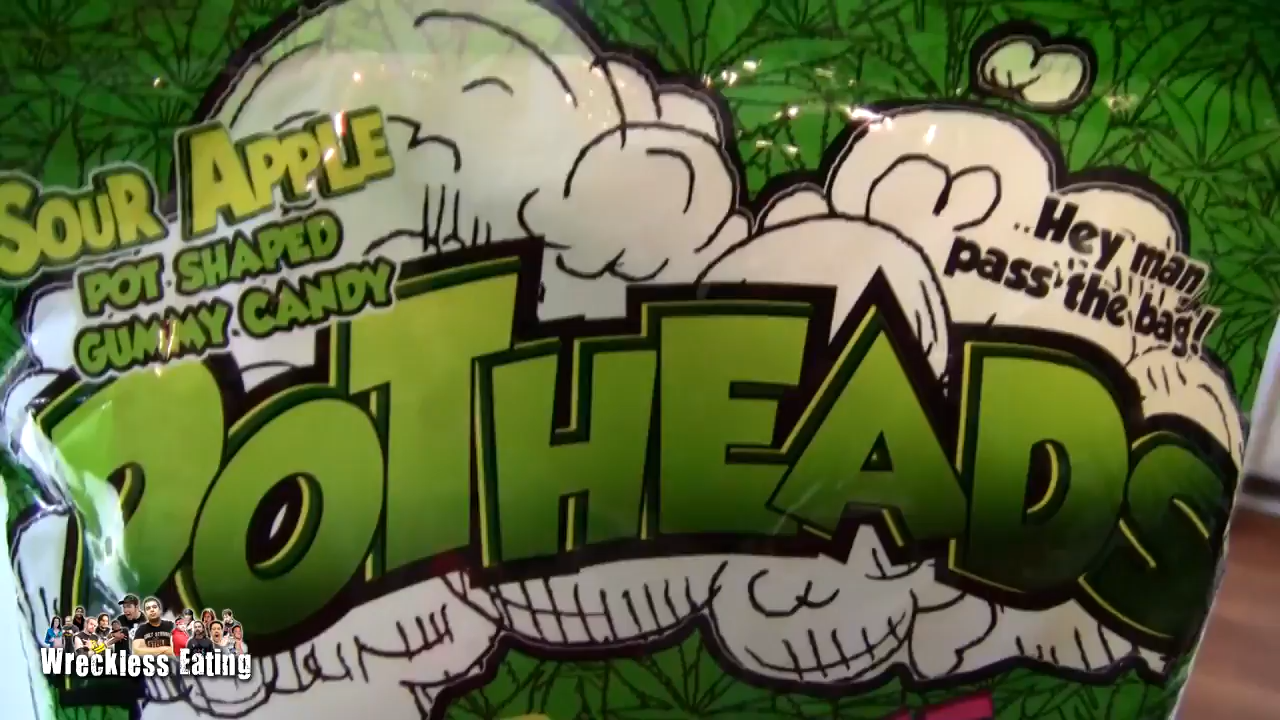 Sour Apple
Pot Shaped
Gummy Candy
Hey man
pass the bag!
PotHeads
Wreckless Eating